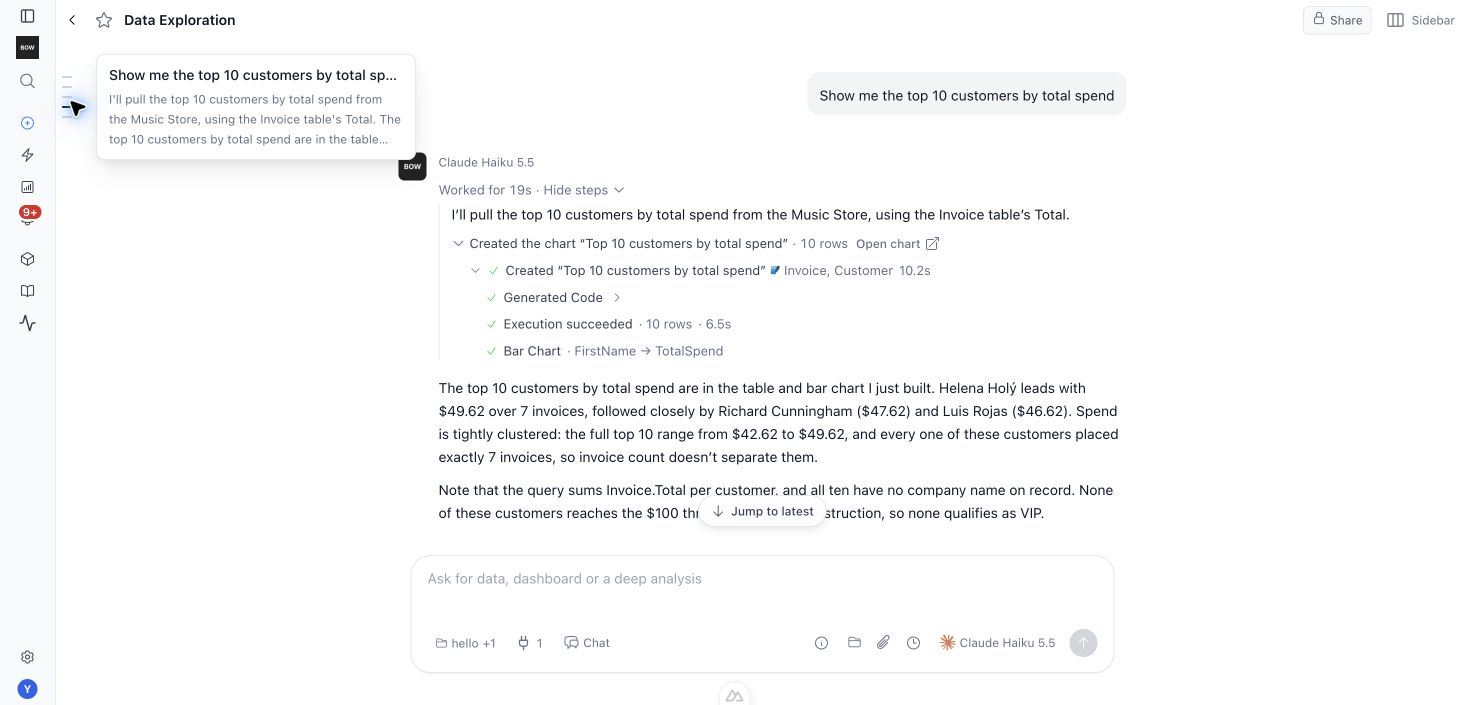 Data Exploration
Share
Sidebar
BOW
Show me the top 10 customers by total sp...
I'll pull the top 10 customers by total spend from
the Music Store, using the Invoice table's Total. The
top 10 customers by total spend are in the table...
Show me the top 10 customers by total spend
BOW
Claude Haiku 5.5
Worked for 19s · Hide steps
I’ll pull the top 10 customers by total spend from the Music Store, using the Invoice table’s Total.
Created the chart “Top 10 customers by total spend” · 10 rows Open chart
Created “Top 10 customers by total spend” Invoice, Customer 10.2s
Generated Code
Execution succeeded · 10 rows · 6.5s
Bar Chart · FirstName → TotalSpend
9+
The top 10 customers by total spend are in the table and bar chart I just built. Helena Holý leads with
$49.62 over 7 invoices, followed closely by Richard Cunningham ($47.62) and Luis Rojas ($46.62). Spend
is tightly clustered: the full top 10 range from $42.62 to $49.62, and every one of these customers placed
exactly 7 invoices, so invoice count doesn’t separate them.
Note that the query sums Invoice.Total per customer, and all ten have no company name on record. None
of these customers reaches the $100 thr
Jump to latest
struction, so none qualifies as VIP.
Ask for data, dashboard or a deep analysis
hello +1
1
Chat
Claude Haiku 5.5
Y